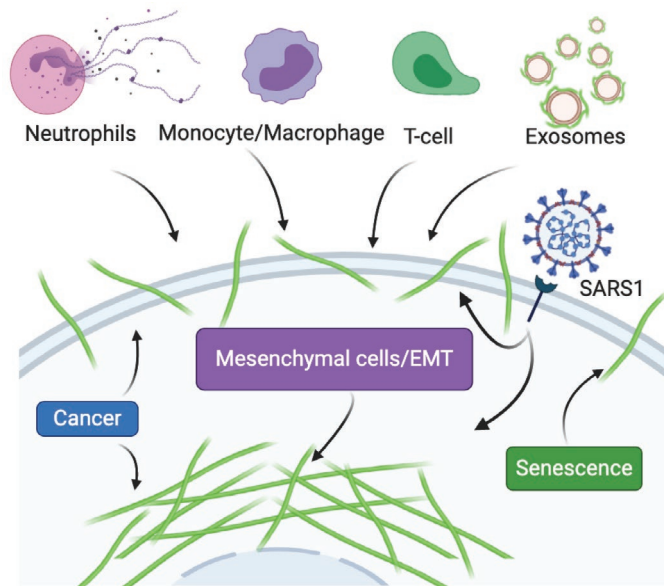 Neutrophils
Monocyte/Macrophage
T-cell
Exosomes
SARS1
Mesenchymal cells/EMT
Cancer
Senescence